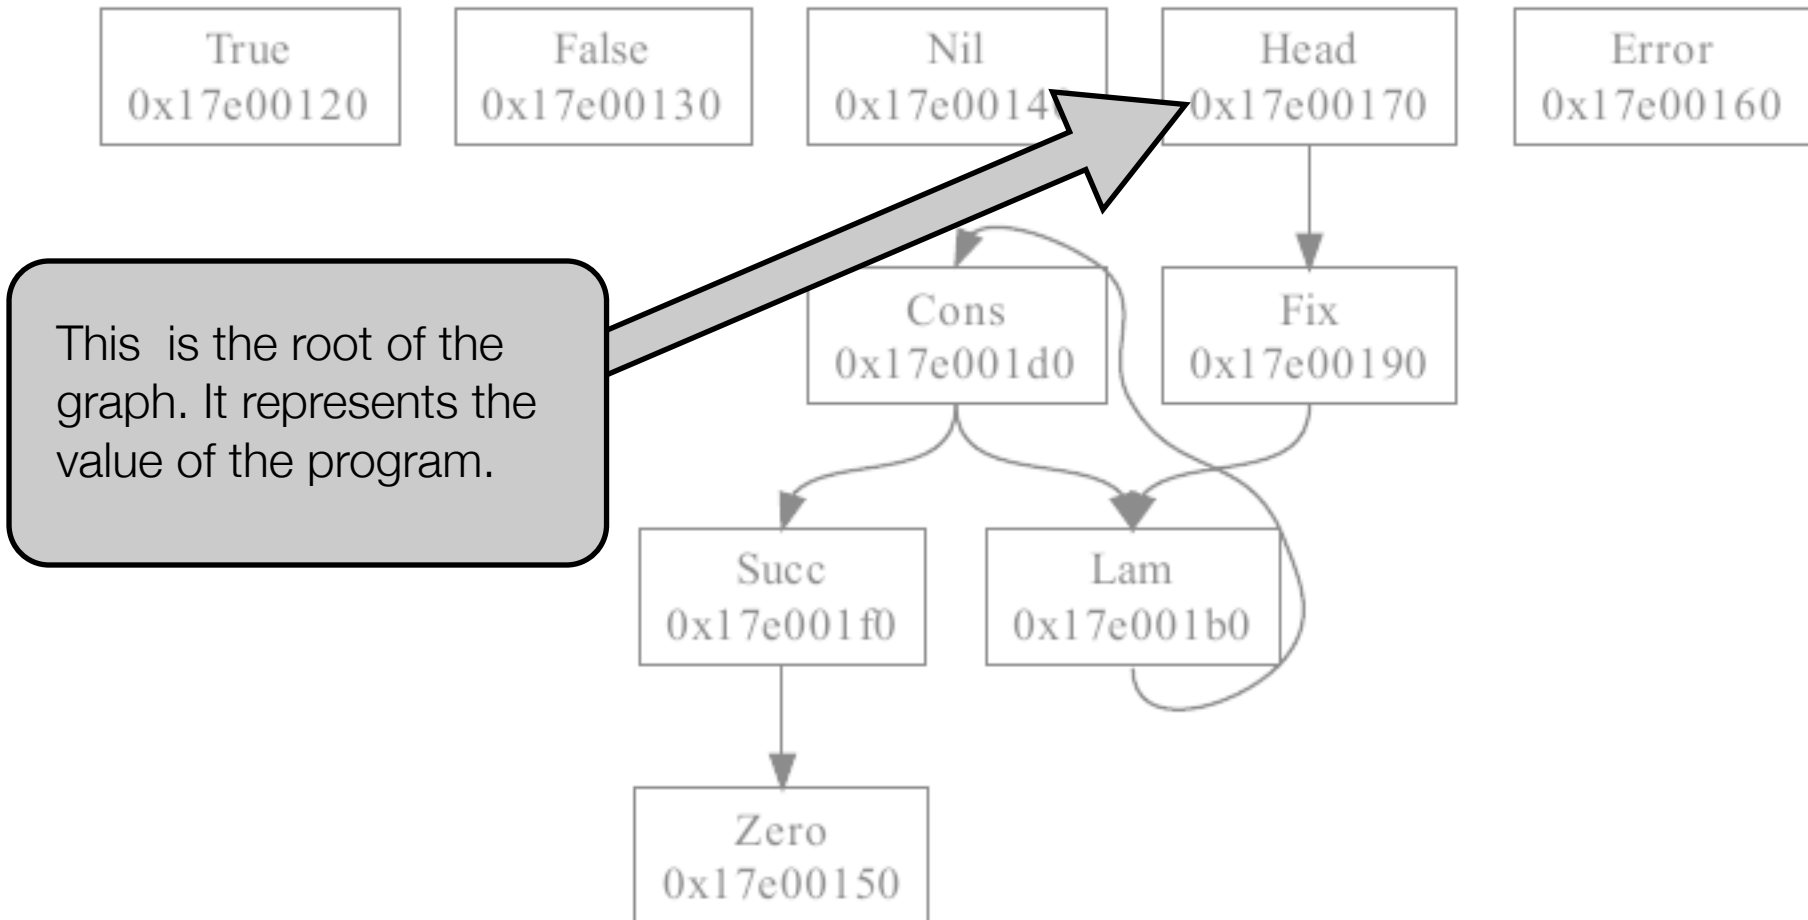 True
0x17e00120
False
0x17e00130
Nil
0x17e0014
Head
0x17e00170
Error
0x17e00160
This  is the root of the
graph. It represents the
value of the program.
Cons
0x17e001d0
Fix
0x17e00190
Succ
0x17e001f0
Lam
0x17e001b0
Zero
0x17e00150